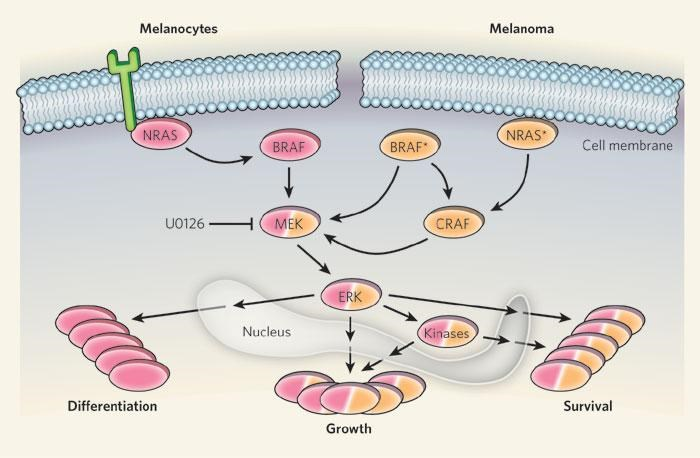 Melanocytes
Melanoma
NRAS
BRAF
BRAF*
NRAS*
Cell membrane
U0126
MEK
CRAF
ERK
Nucleus
Kinases
Differentiation
Growth
Survival